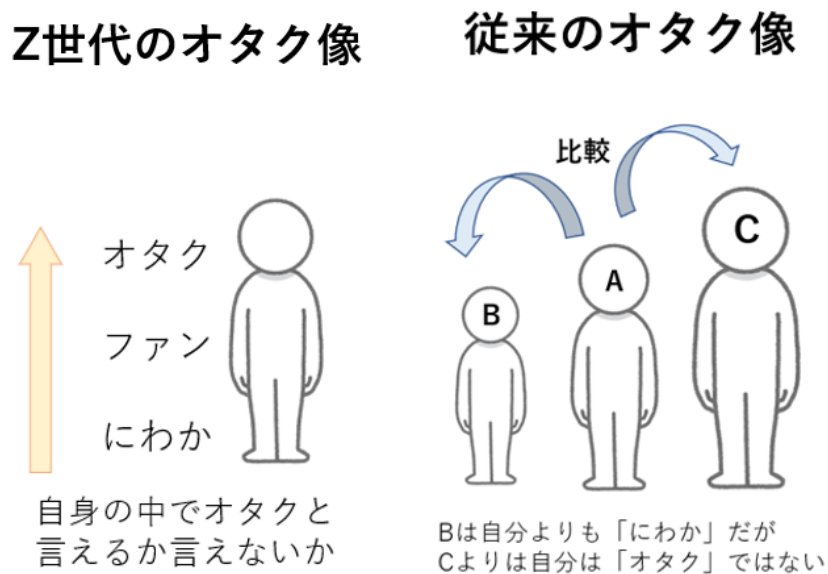 Z世代のオタク像
オタク
ファン
にわか
自身の中でオタクと
言えるか言えないか
従来のオタク像
比較
B
A
C
Bは自分よりも「にわか」だが
Cよりは自分は「オタク」ではない